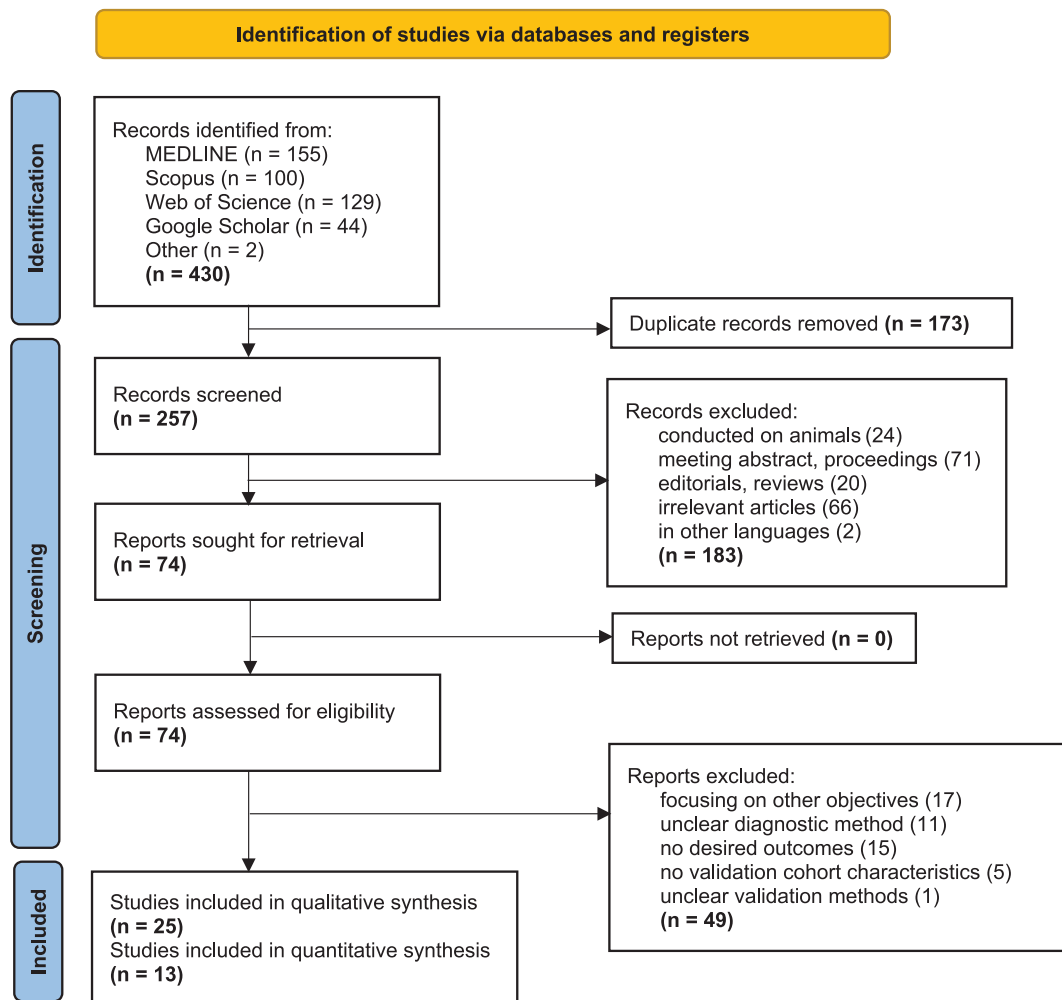 Identification of studies via databases and registers
Identification
Records identified from:
MEDLINE (n = 155)
Scopus (n = 100)
Web of Science (n = 129)
Google Scholar (n = 44)
Other (n = 2)
(n = 430)
Duplicate records removed (n = 173)
Screening
Records screened
(n = 257)
Records excluded:
conducted on animals (24)
meeting abstract, proceedings (71)
editorials, reviews (20)
irrelevant articles (66)
in other languages (2)
(n = 183)
Reports sought for retrieval
(n = 74)
Reports not retrieved (n = 0)
Reports assessed for eligibility
(n = 74)
Reports excluded:
focusing on other objectives (17)
unclear diagnostic method (11)
no desired outcomes (15)
no validation cohort characteristics (5)
unclear validation methods (1)
(n = 49)
Included
Studies included in qualitative synthesis
(n = 25)
Studies included in quantitative synthesis
(n = 13)